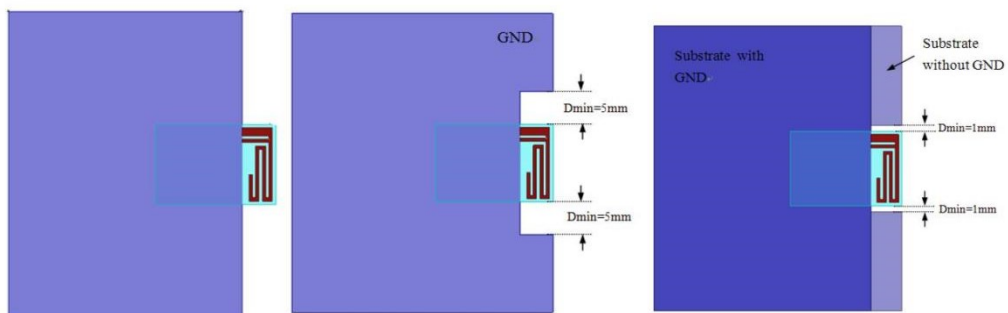 GND
Dmin=5mm
Dmin=5mm
Substrate with
GND
Substrate
without GND
Dmin=1mm
Dmin=1mm